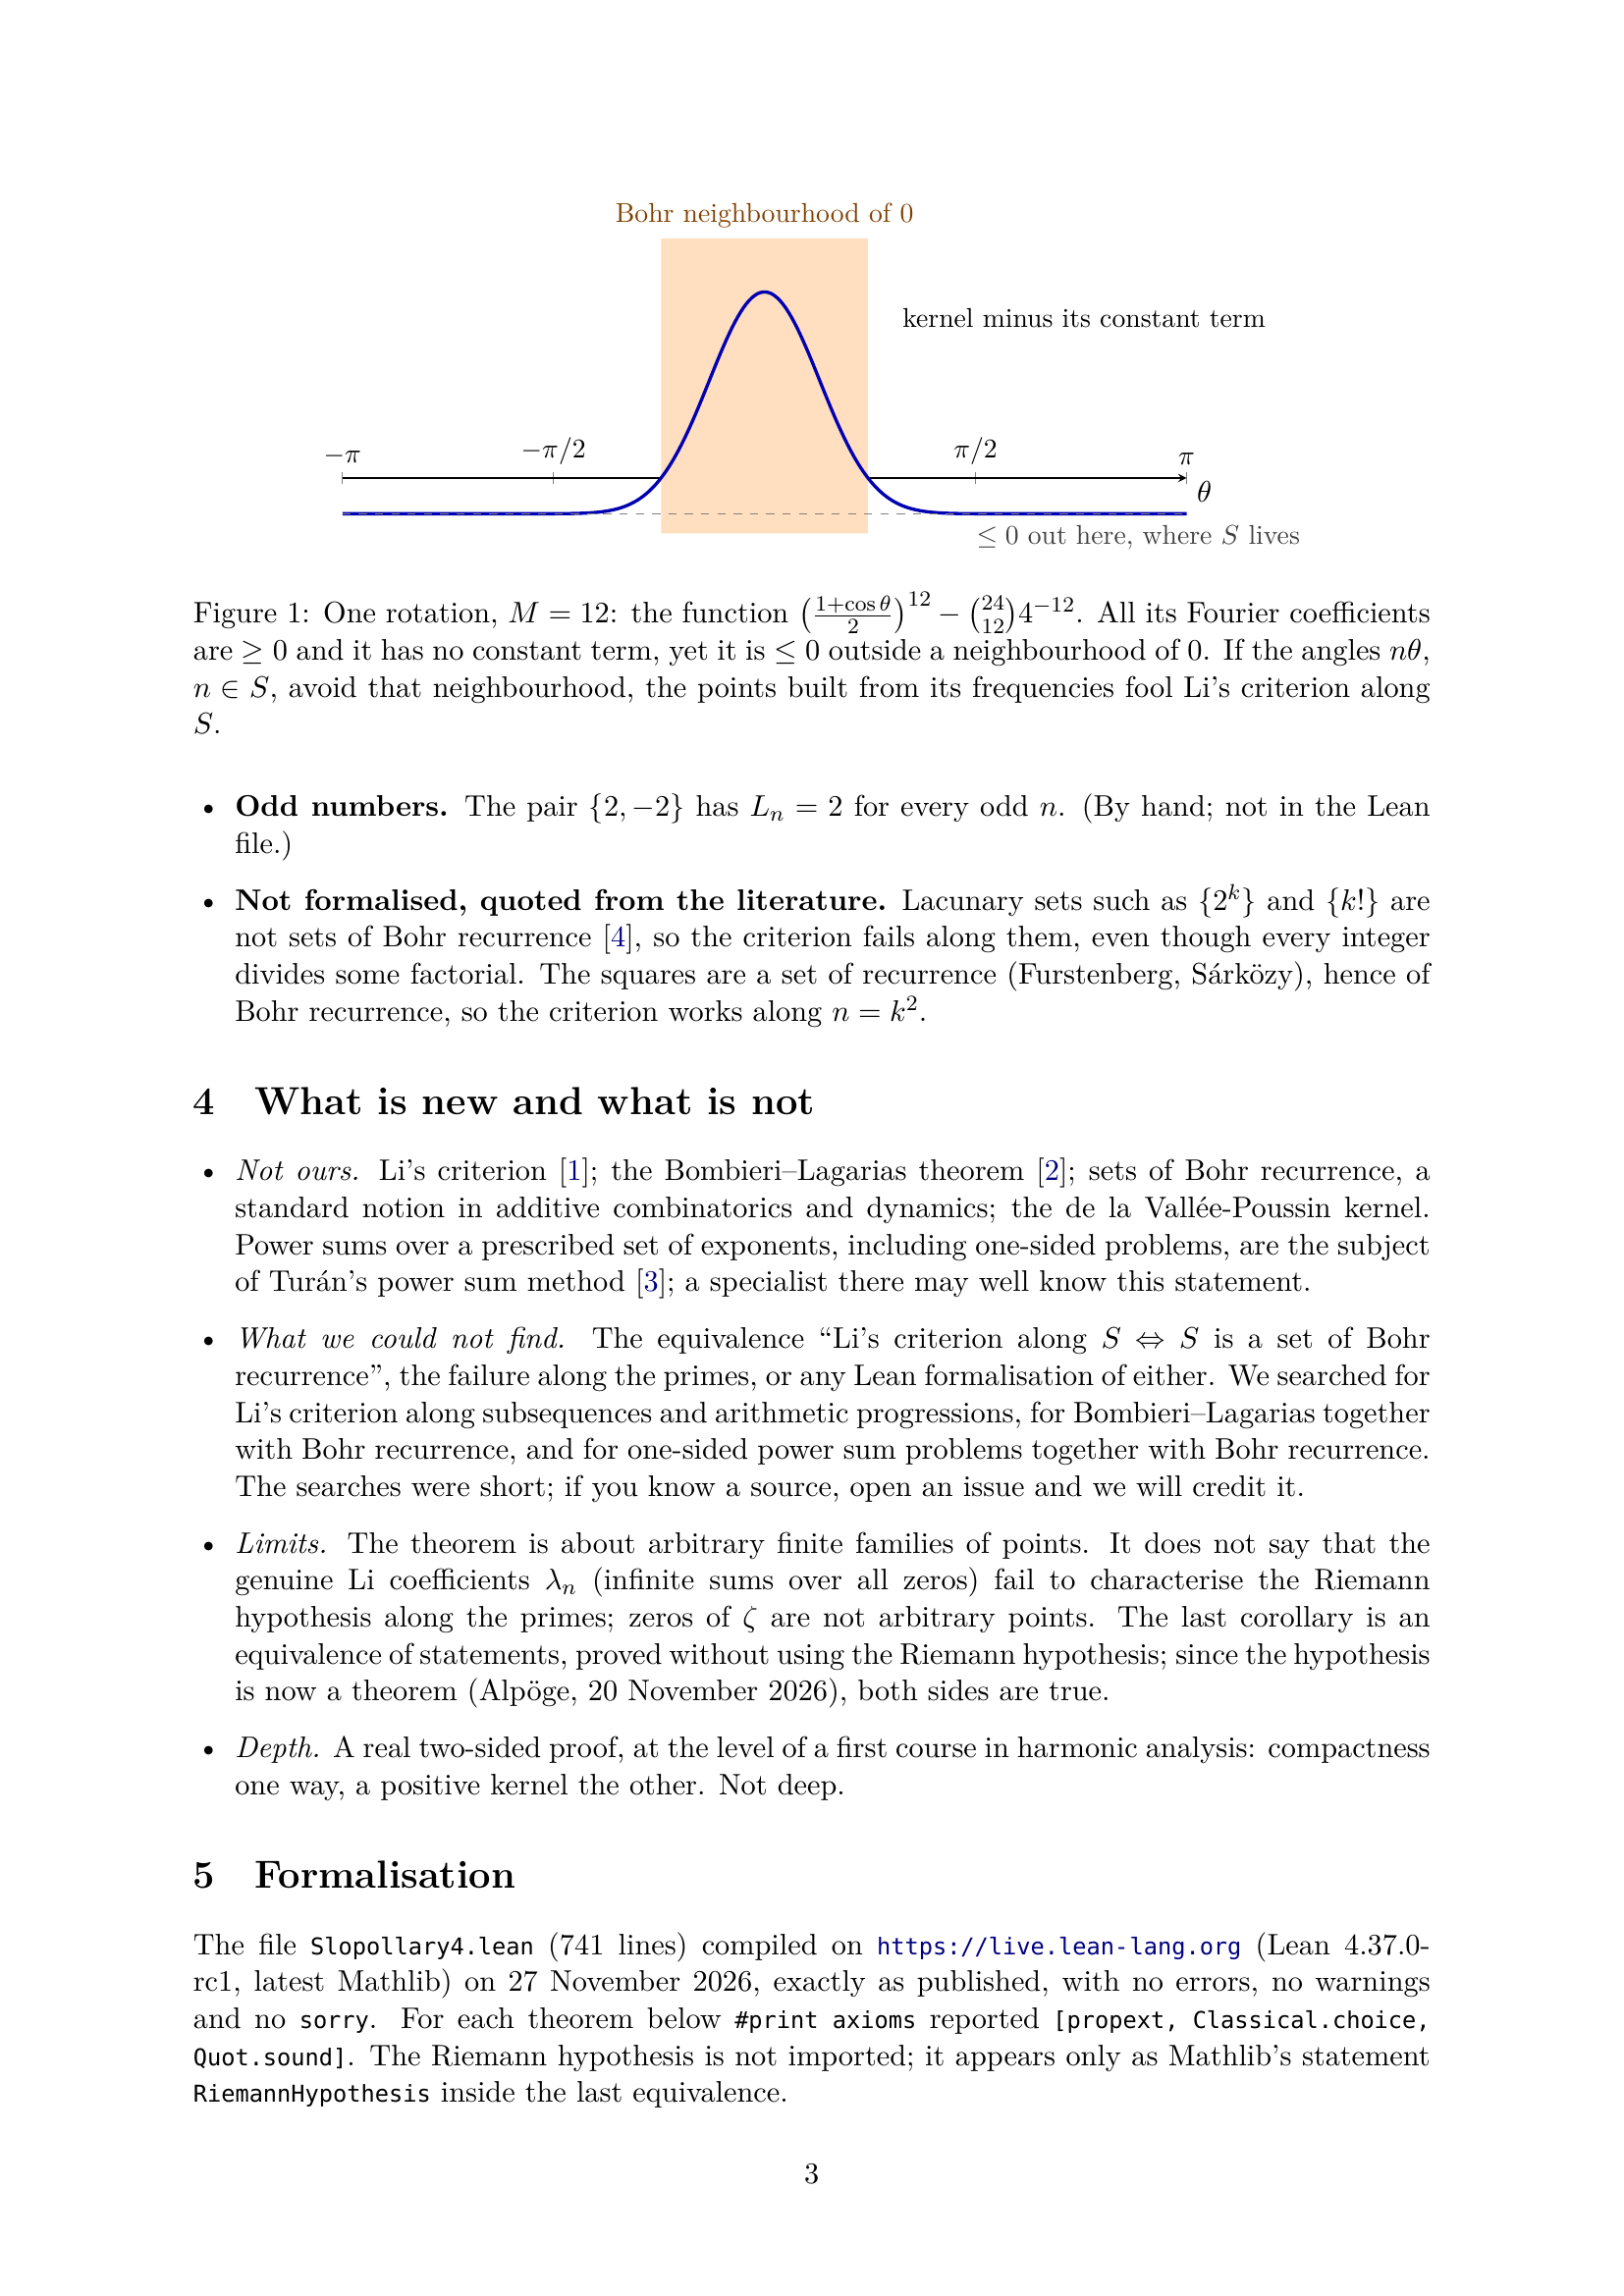 Bohr neighbourhood of 0
kernel minus its constant term
−π
−π/2
π/2
π
θ
≤ 0 out here, where S lives
Figure 1: One rotation, M = 12: the function ((1+cos θ)/2)^12 − (24 12)4^−12. All its Fourier coefficients
are ≥ 0 and it has no constant term, yet it is ≤ 0 outside a neighbourhood of 0. If the angles nθ,
n ∈ S, avoid that neighbourhood, the points built from its frequencies fool Li's criterion along
S.
• Odd numbers. The pair {2, −2} has Lₙ = 2 for every odd n. (By hand; not in the Lean
file.)
• Not formalised, quoted from the literature. Lacunary sets such as {2^k} and {k!} are
not sets of Bohr recurrence [4], so the criterion fails along them, even though every integer
divides some factorial. The squares are a set of recurrence (Furstenberg, Sárközy), hence of
Bohr recurrence, so the criterion works along n = k².
4 What is new and what is not
• Not ours. Li's criterion [1]; the Bombieri–Lagarias theorem [2]; sets of Bohr recurrence, a
standard notion in additive combinatorics and dynamics; the de la Vallée-Poussin kernel.
Power sums over a prescribed set of exponents, including one-sided problems, are the subject
of Turán's power sum method [3]; a specialist there may well know this statement.
• What we could not find. The equivalence “Li's criterion along S ⇔ S is a set of Bohr
recurrence”, the failure along the primes, or any Lean formalisation of either. We searched for
Li's criterion along subsequences and arithmetic progressions, for Bombieri–Lagarias together
with Bohr recurrence, and for one-sided power sum problems together with Bohr recurrence.
The searches were short; if you know a source, open an issue and we will credit it.
• Limits. The theorem is about arbitrary finite families of points. It does not say that the
genuine Li coefficients λₙ (infinite sums over all zeros) fail to characterise the Riemann
hypothesis along the primes; zeros of ζ are not arbitrary points. The last corollary is an
equivalence of statements, proved without using the Riemann hypothesis; since the hypothesis
is now a theorem (Alpöge, 20 November 2026), both sides are true.
• Depth. A real two-sided proof, at the level of a first course in harmonic analysis: compactness
one way, a positive kernel the other. Not deep.
5 Formalisation
The file Slopollary4.lean (741 lines) compiled on https://live.lean-lang.org (Lean 4.37.0-
rc1, latest Mathlib) on 27 November 2026, exactly as published, with no errors, no warnings
and no sorry. For each theorem below #print axioms reported [propext, Classical.choice,
Quot.sound]. The Riemann hypothesis is not imported; it appears only as Mathlib's statement
RiemannHypothesis inside the last equivalence.
3